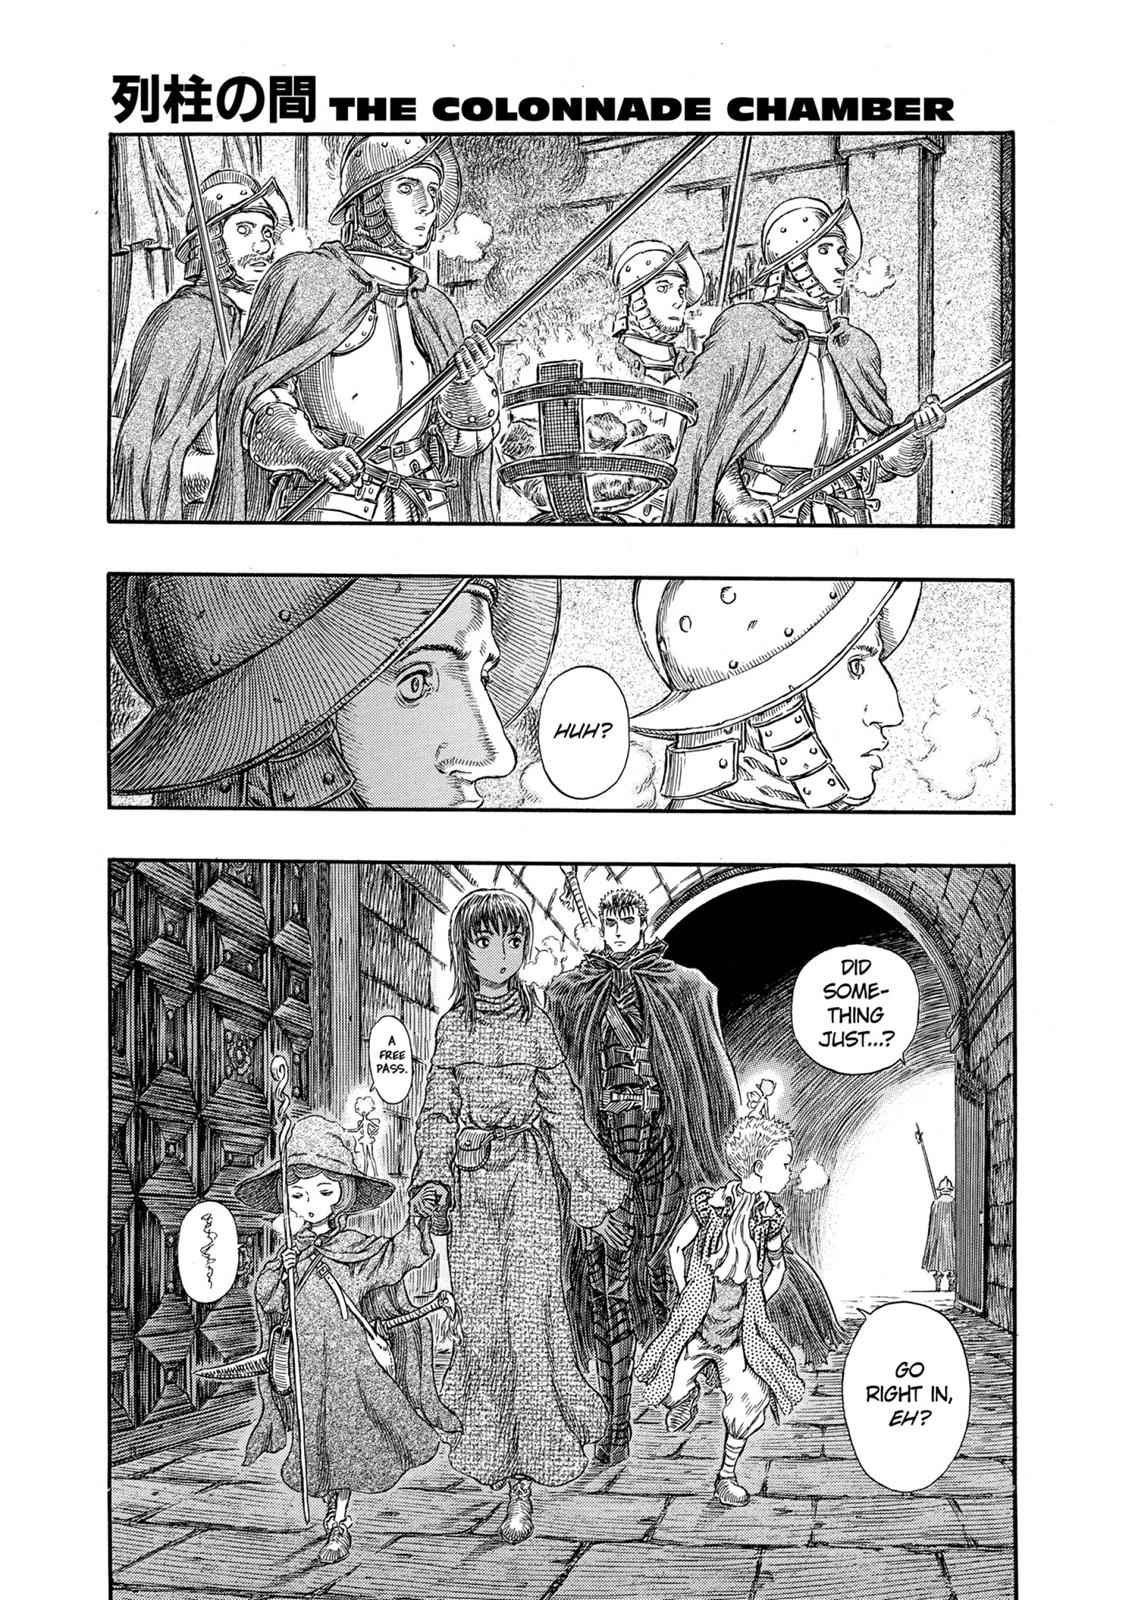 列柱の間 THE COLONNADE CHAMBER
HUH?
DID
SOME-
THING
JUST...?
A
FREE
PASS.
GO
RIGHT IN,
EH?